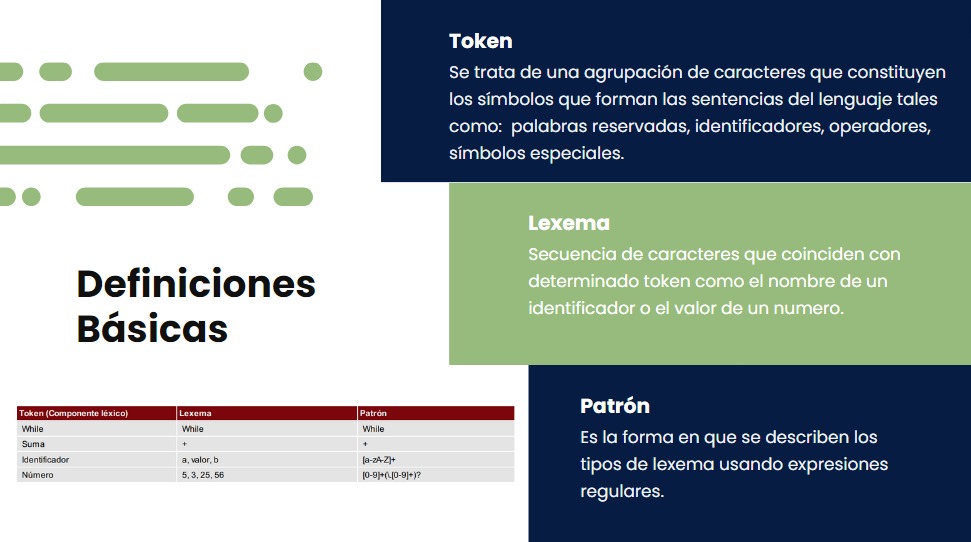 Token
Se trata de una agrupación de caracteres que constituyen
los símbolos que forman las sentencias del lenguaje tales
como:  palabras reservadas, identificadores, operadores,
símbolos especiales.
Lexema
Secuencia de caracteres que coinciden con
determinado token como el nombre de un
identificador o el valor de un numero.
Definiciones
Básicas
Token (Componente léxico) Lexema Patrón
While While While
Suma + +
Identificador a, valor, b [a-zA-Z]+
Número 5, 3, 25, 56 [0-9]+(\.[0-9]+)?
Patrón
Es la forma en que se describen los
tipos de lexema usando expresiones
regulares.